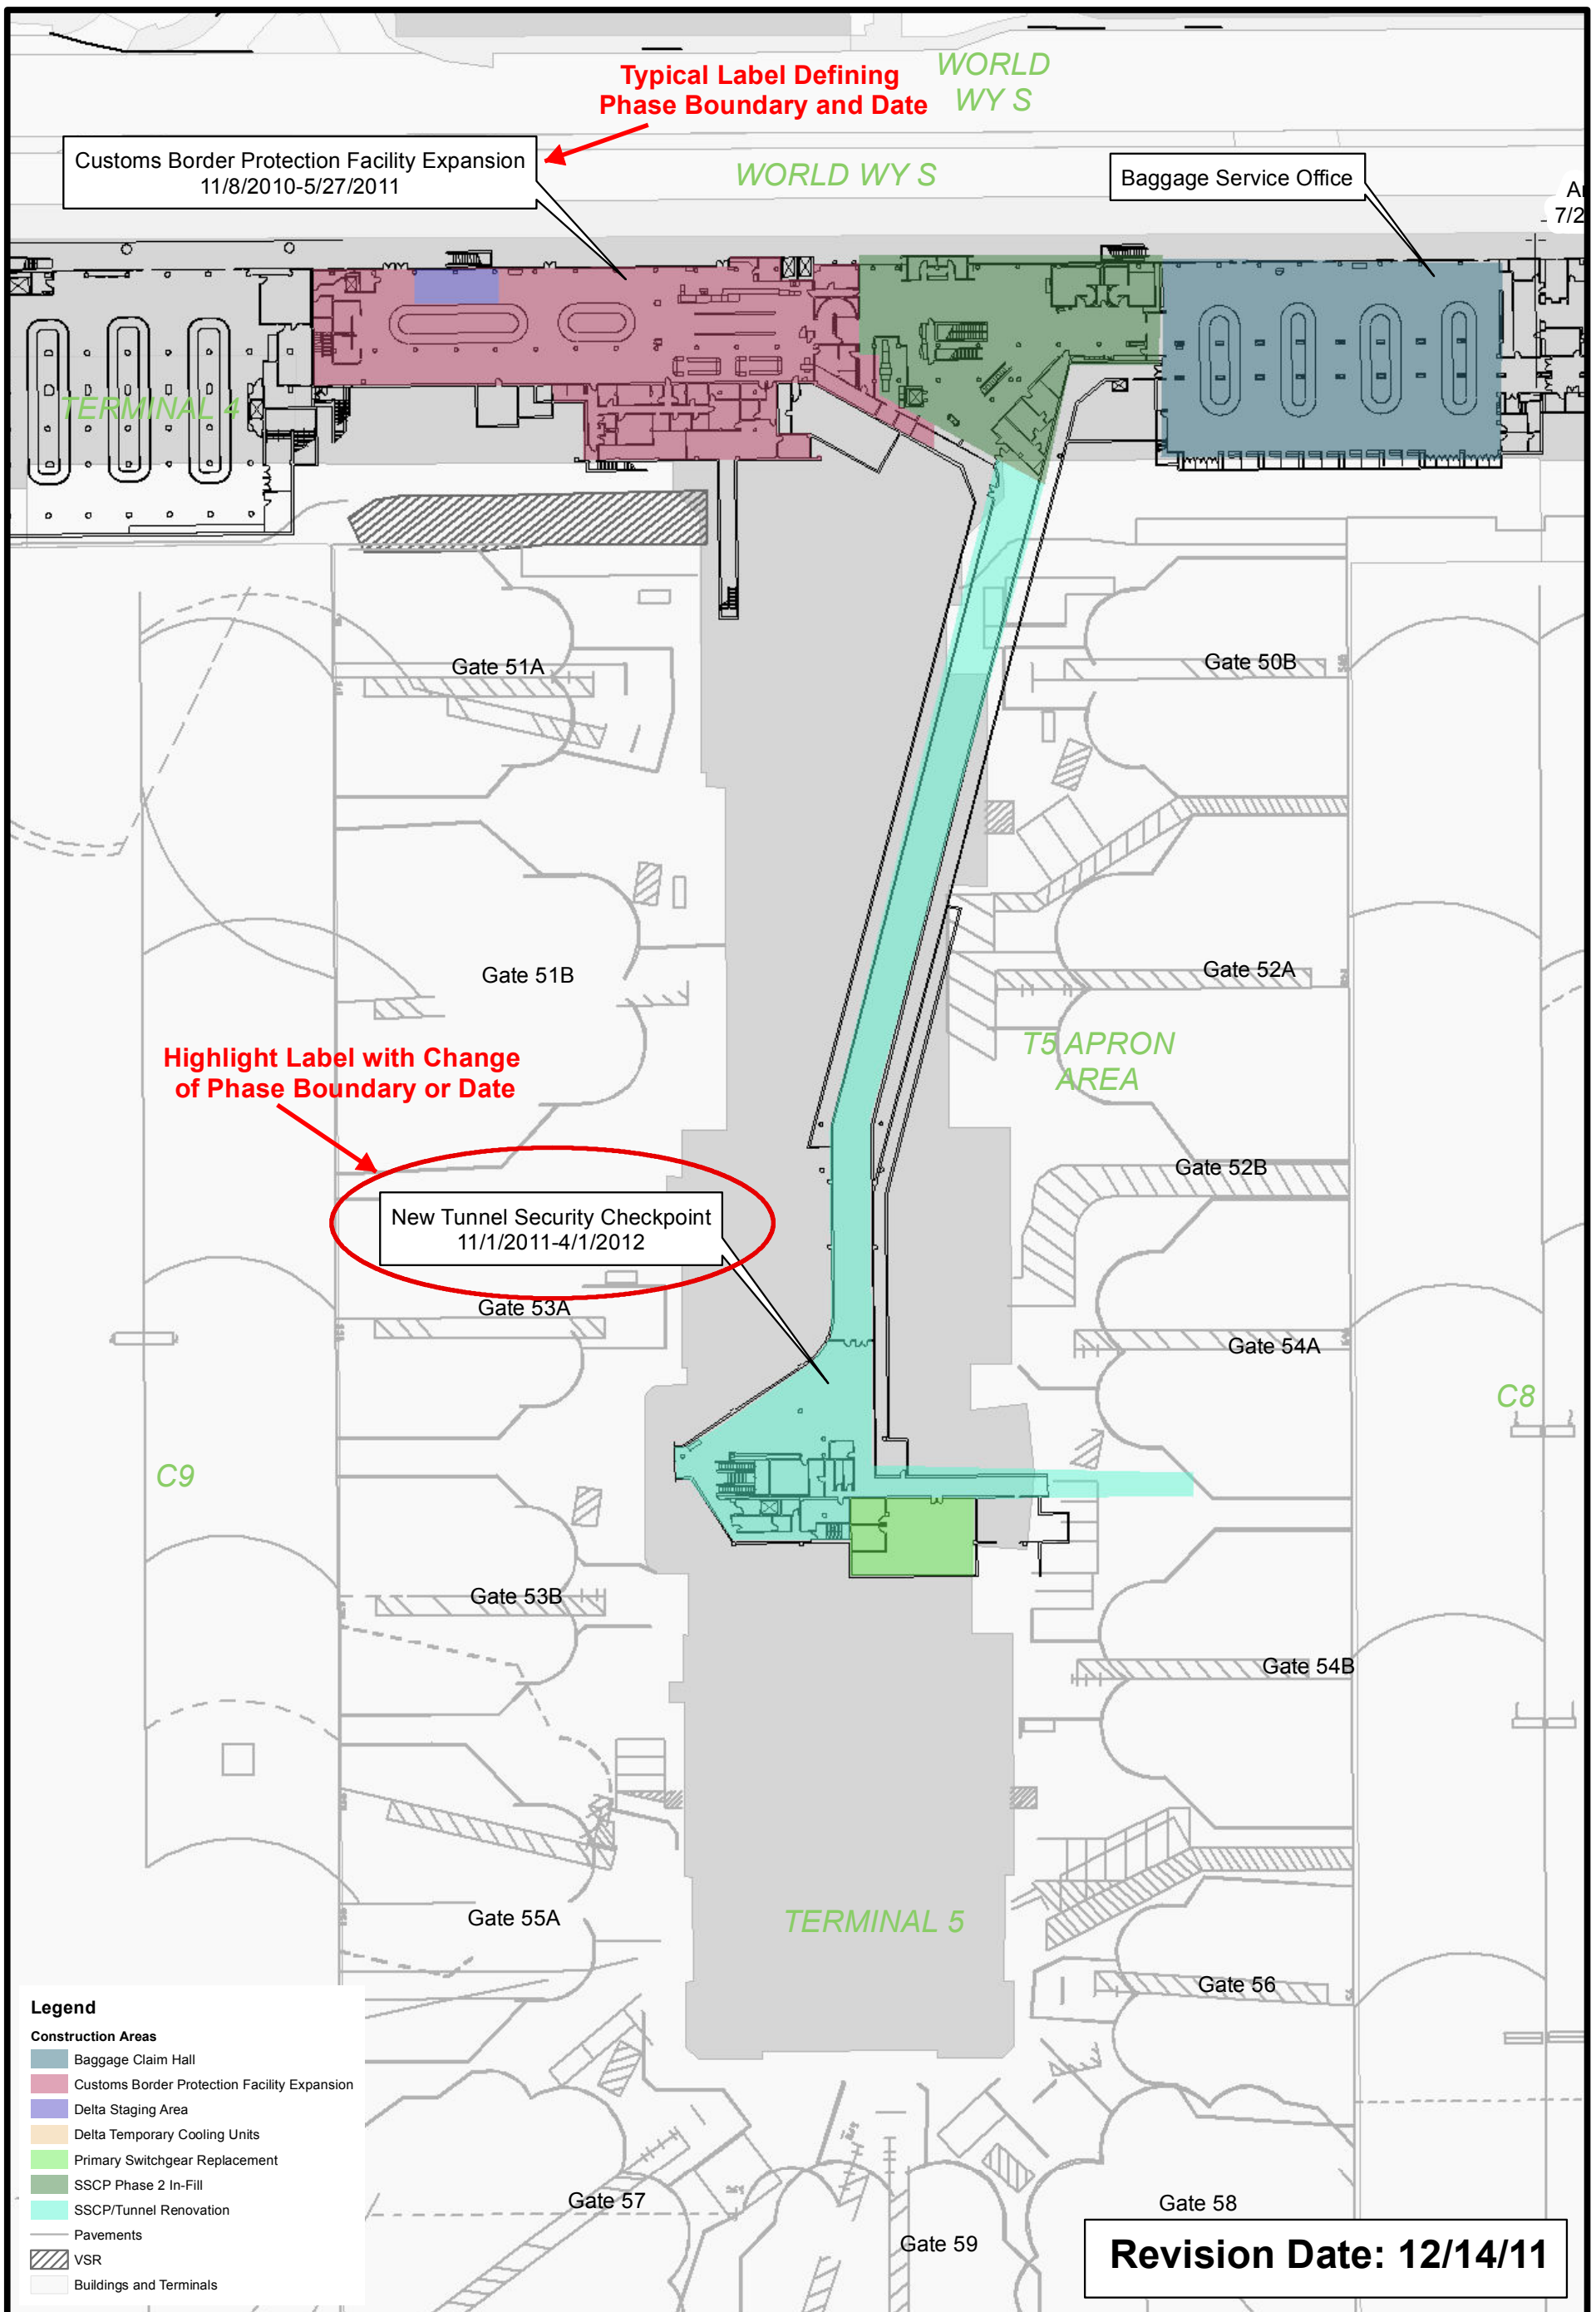 Typical Label Defining
Phase Boundary and Date
WORLD
WY S
Customs Border Protection Facility Expansion
11/8/2010-5/27/2011
WORLD WY S
Baggage Service Office
7/2
TERMINAL 4
Gate 51A
Gate 50B
Gate 51B
Gate 52A
T5 APRON
AREA
Highlight Label with Change
of Phase Boundary or Date
Gate 52B
New Tunnel Security Checkpoint
11/1/2011-4/1/2012
Gate 53A
Gate 54A
C8
C9
Gate 53B
Gate 54B
Gate 55A
TERMINAL 5
Gate 56
Legend
Construction Areas
Baggage Claim Hall
Customs Border Protection Facility Expansion
Delta Staging Area
Delta Temporary Cooling Units
Primary Switchgear Replacement
SSCP Phase 2 In-Fill
SSCP/Tunnel Renovation
Pavements
VSR
Buildings and Terminals
Gate 57
Gate 58
Gate 59
Revision Date: 12/14/11